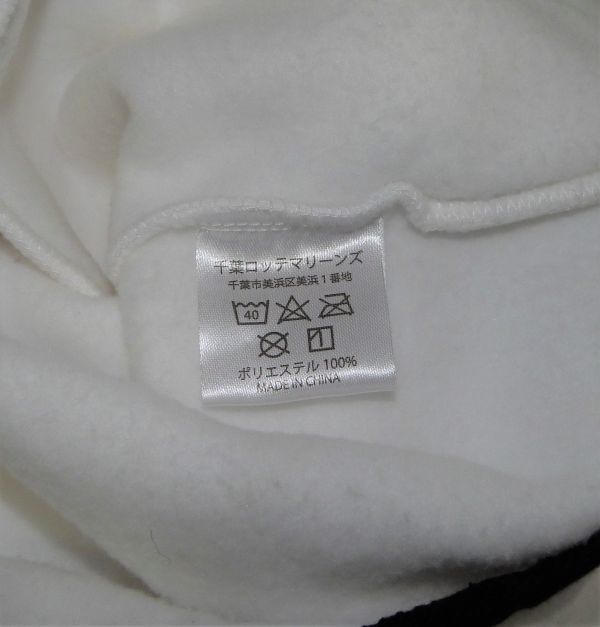 千葉ロッテマリーンズ
千葉市美浜区美浜1番地
40
ポリエステル 100%
MADE IN CHINA